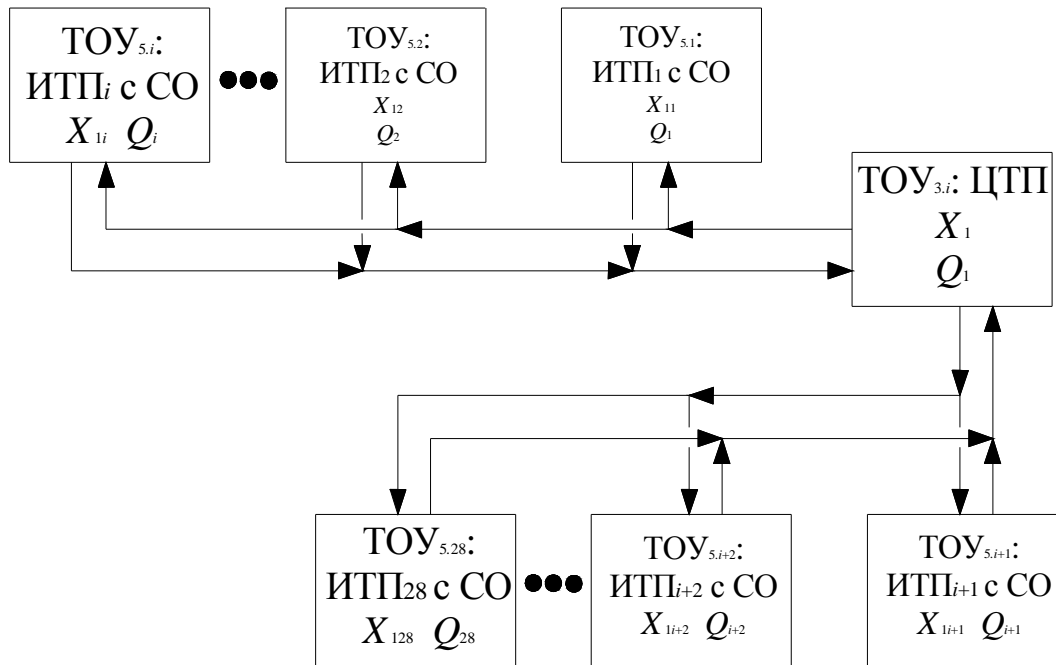 ТОУ5.i:
ИТПi с СО
X1i Qi
ТОУ5.2:
ИТП2 с СО
X12
Q2
ТОУ5.1:
ИТП1 с СО
X11
Q1
ТОУ3.i: ЦТП
X1
Q1
ТОУ5.28:
ИТП28 с СО
X128 Q28
ТОУ5.i+2:
ИТПi+2 с СО
X1i+2 Qi+2
ТОУ5.i+1:
ИТПi+1 с СО
X1i+1 Qi+1